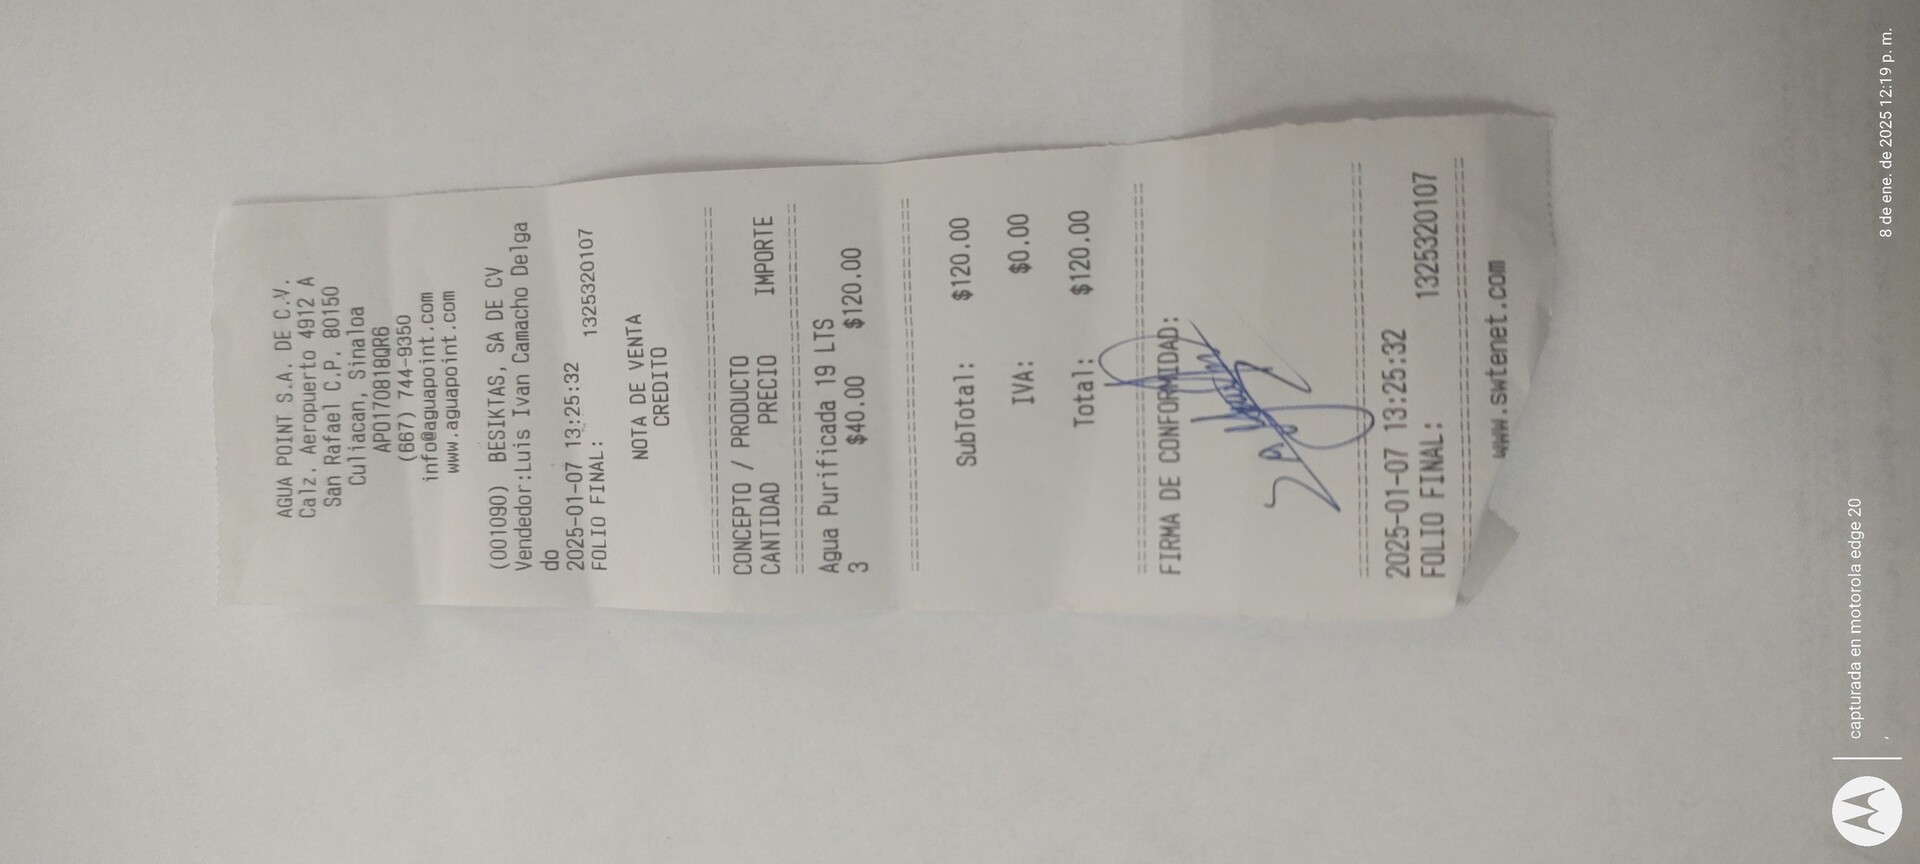 AGUA POINT S.A. DE C.V.
Calz. Aeropuerto 4912 A
San Rafael C.P. 80150
Culiacan, Sinaloa
APO170818QR6
(667) 744-9350
info@aguapoint.com
www.aguapoint.com
(001090) BESIKTAS, SA DE CV
Vendedor:Luis Ivan Camacho Delga
do
2025-01-07 13:25:32
FOLIO FINAL: 1325320107
NOTA DE VENTA
CREDITO
================================
CONCEPTO / PRODUCTO
CANTIDAD PRECIO IMPORTE
================================
Agua Purificada 19 LTS
3 $40.00 $120.00
================================
SubTotal: $120.00
IVA: $0.00
Total: $120.00
================================
FIRMA DE CONFORMIDAD:
================================
2025-01-07 13:25:32
FOLIO FINAL: 1325320107
================================
www.swtenet.com
capturada en motorola edge 20
, 8 de ene. de 2025 12:19 p. m.